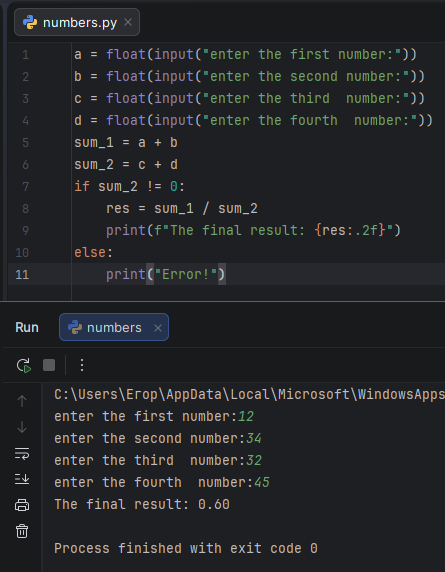 numbers.py
1 a = float(input("enter the first number:"))
2 b = float(input("enter the second number:"))
3 c = float(input("enter the third  number:"))
4 d = float(input("enter the fourth  number:"))
5 sum_1 = a + b
6 sum_2 = c + d
7 if sum_2 != 0:
8     res = sum_1 / sum_2
9     print(f"The final result: {res:.2f}")
10 else:
11     print("Error!")
Run numbers
C:\Users\Erop\AppData\Local\Microsoft\WindowsApps
enter the first number:12
enter the second number:34
enter the third  number:32
enter the fourth  number:45
The final result: 0.60
Process finished with exit code 0